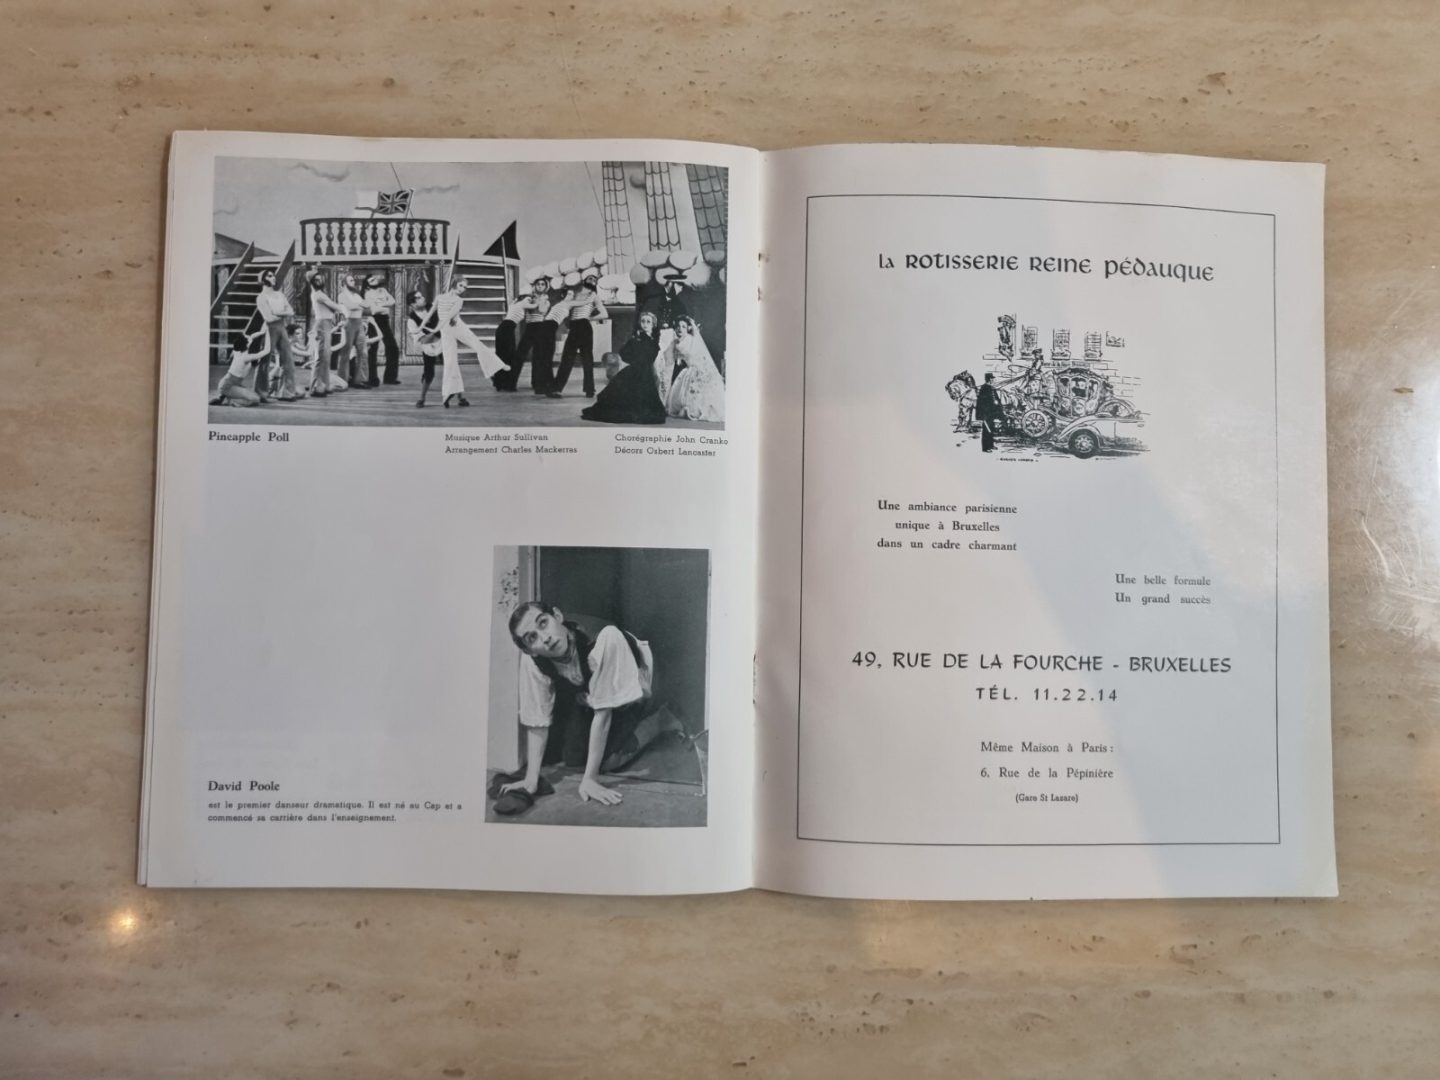 Pineapple Poll
Musique Arthur Sullivan
Arrangement Charles Mackerras
Chorégraphie John Cranko
Décors Osbert Lancaster
David Poole
est le premier danseur dramatique. Il est né au Cap et a
commencé sa carrière dans l'enseignement.
La ROTISSERIE REINE PÉDAUQUE
Une ambiance parisienne
unique à Bruxelles
dans un cadre charmant
Une belle formule
Un grand succès
49, RUE DE LA FOURCHE - BRUXELLES
TÉL. 11.22.14
Même Maison à Paris :
6, Rue de la Pépinière
(Gare St Lazare)